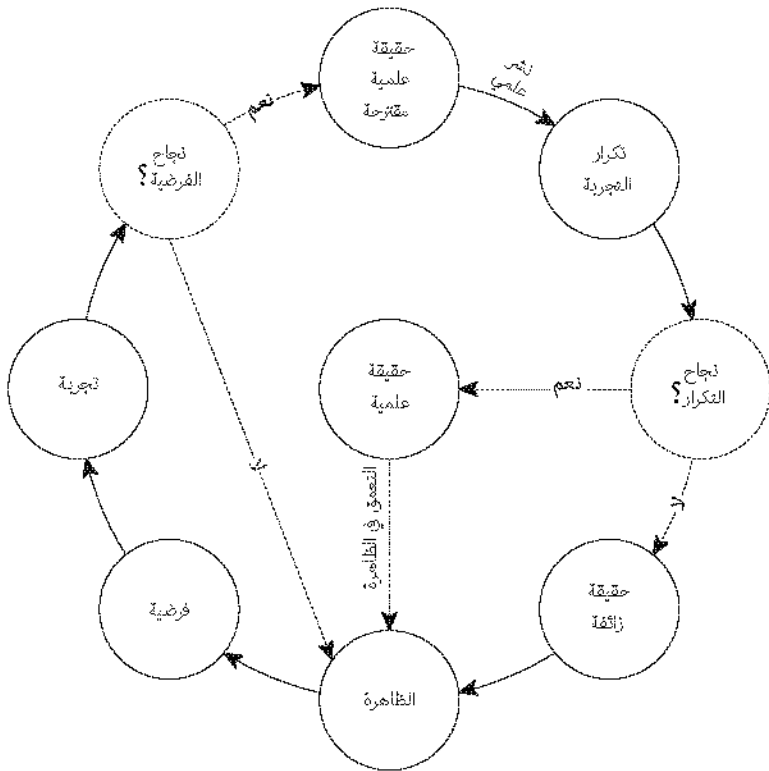 حقيقة
علمية
مقترحة
نشر
علمي
نعم
نجاح
الفرضية؟
تكرار
التجربة
تجربة
حقيقة
علمية
نعم
نجاح
التكرار؟
لا
لا
التعمق في الظاهرة
فرضية
حقيقة
زائفة
الظاهرة